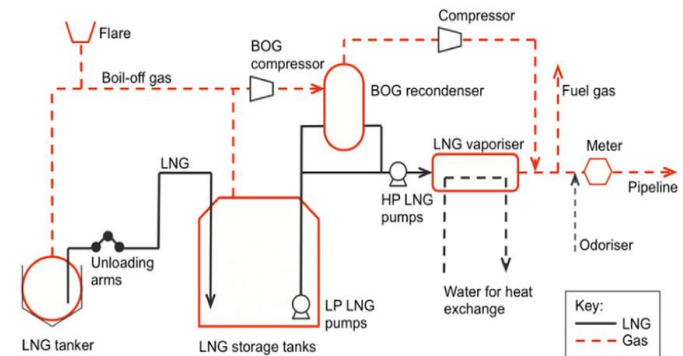 Compressor
Flare
BOG
compressor
Boil-off gas
BOG recondenser
Fuel gas
LNG vaporiser
Meter
LNG
HP LNG
pumps
Pipeline
Odoriser
Unloading
arms
Water for heat
exchange
LP LNG
pumps
LNG tanker
LNG storage tanks
Key:
LNG
Gas